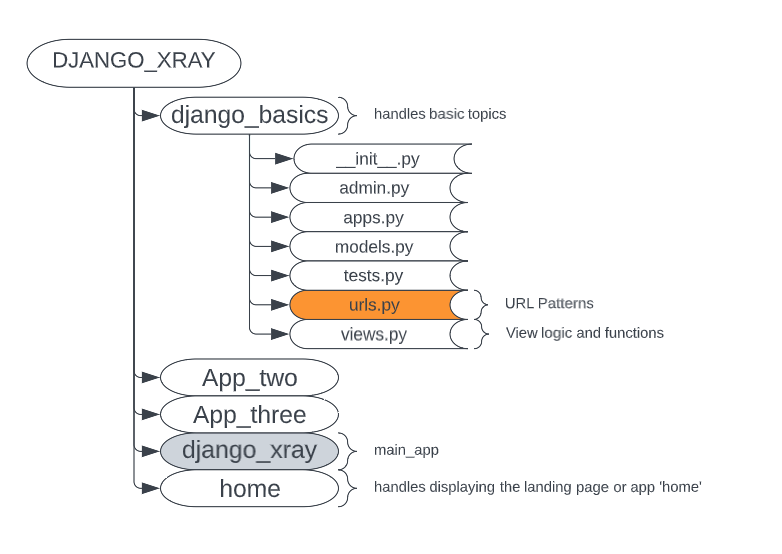 DJANGO_XRAY
django_basics
handles basic topics
__init__.py
admin.py
apps.py
models.py
tests.py
urls.py
URL Patterns
views.py
View logic and functions
App_two
App_three
django_xray
main_app
home
handles displaying the landing page or app 'home'